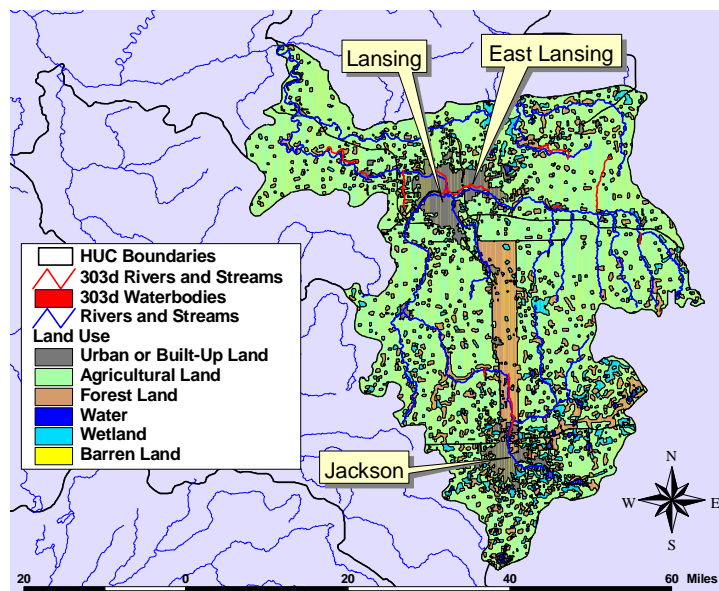 Lansing
East Lansing
HUC Boundaries
303d Rivers and Streams
303d Waterbodies
Rivers and Streams
Land Use
Urban or Built-Up Land
Agricultural Land
Forest Land
Water
Wetland
Barren Land
Jackson
N
W
E
S
20 0 20 40 60 Miles